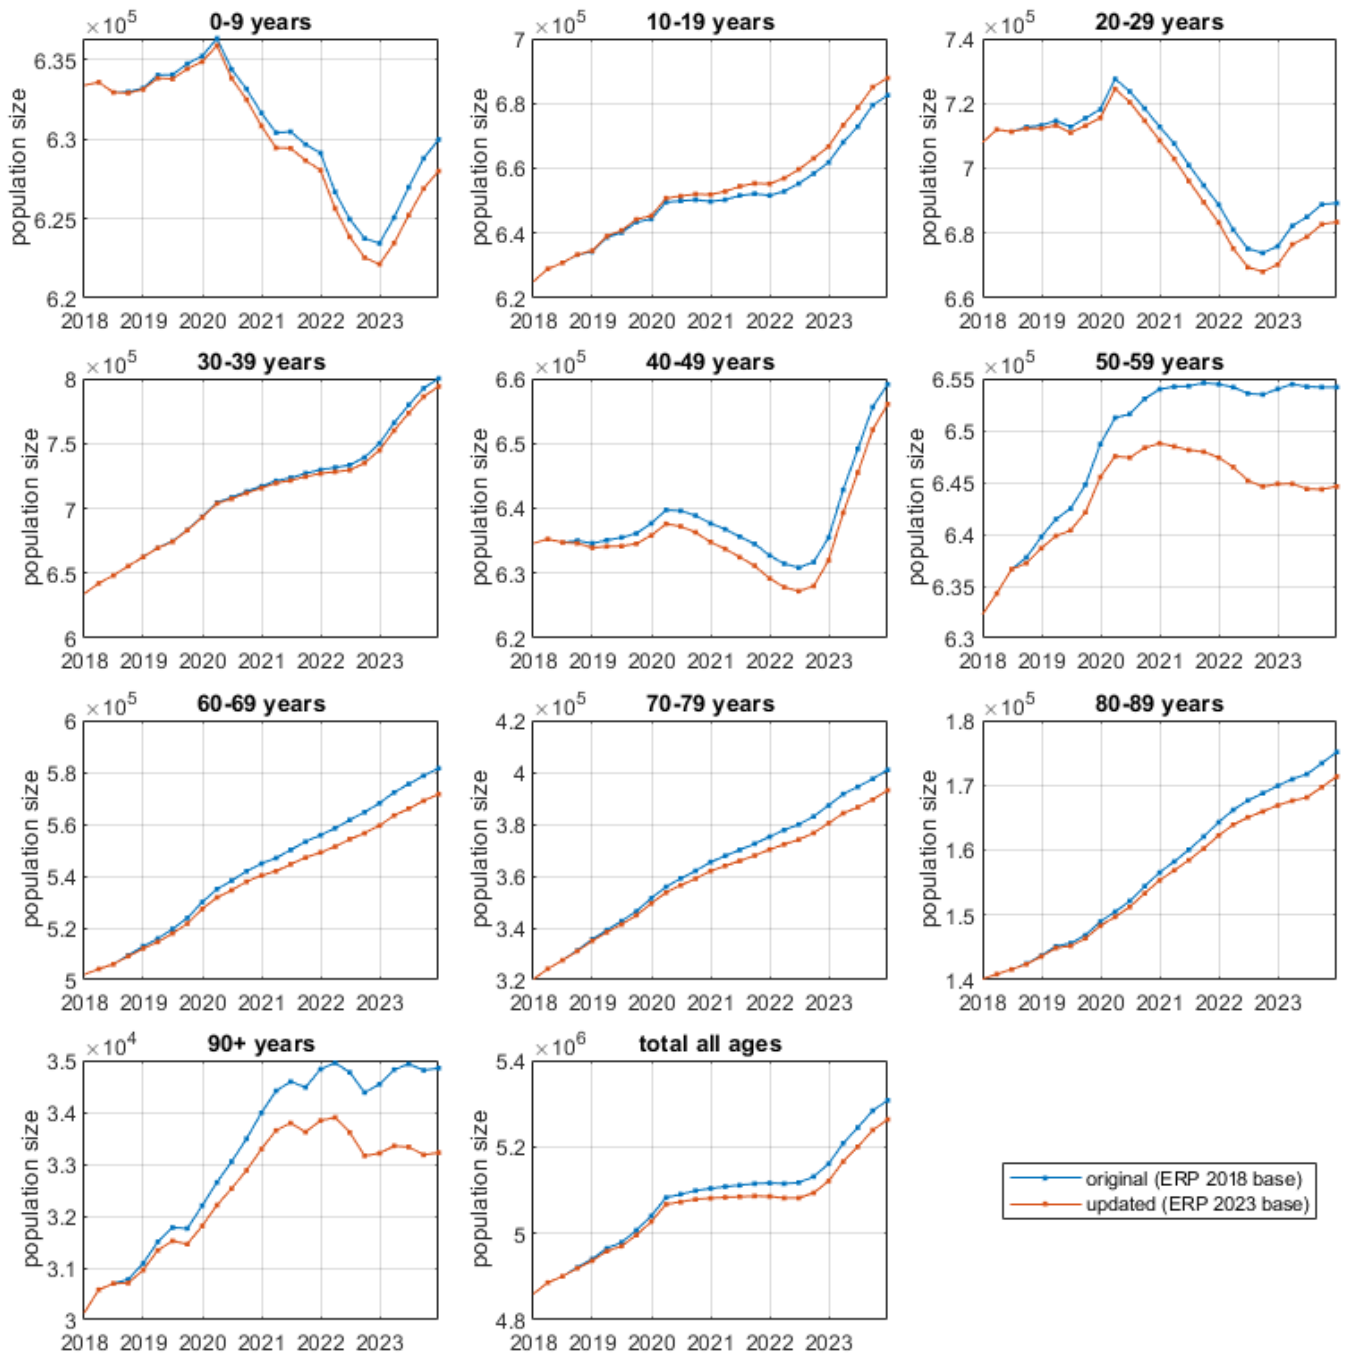 0-9 years
×10^5
population size
6.35
6.3
6.25
6.2
2018 2019 2020 2021 2022 2023
10-19 years
×10^5
population size
7
6.8
6.6
6.4
6.2
2018 2019 2020 2021 2022 2023
20-29 years
×10^5
population size
7.4
7.2
7
6.8
6.6
2018 2019 2020 2021 2022 2023
30-39 years
×10^5
population size
8
7.5
7
6.5
6
2018 2019 2020 2021 2022 2023
40-49 years
×10^5
population size
6.6
6.5
6.4
6.3
6.2
2018 2019 2020 2021 2022 2023
50-59 years
×10^5
population size
6.55
6.5
6.45
6.4
6.35
6.3
2018 2019 2020 2021 2022 2023
60-69 years
×10^5
population size
6
5.8
5.6
5.4
5.2
5
2018 2019 2020 2021 2022 2023
70-79 years
×10^5
population size
4.2
4
3.8
3.6
3.4
3.2
2018 2019 2020 2021 2022 2023
80-89 years
×10^5
population size
1.8
1.7
1.6
1.5
1.4
2018 2019 2020 2021 2022 2023
90+ years
×10^4
population size
3.5
3.4
3.3
3.2
3.1
3
2018 2019 2020 2021 2022 2023
total all ages
×10^6
population size
5.4
5.2
5
4.8
2018 2019 2020 2021 2022 2023
original (ERP 2018 base)
updated (ERP 2023 base)